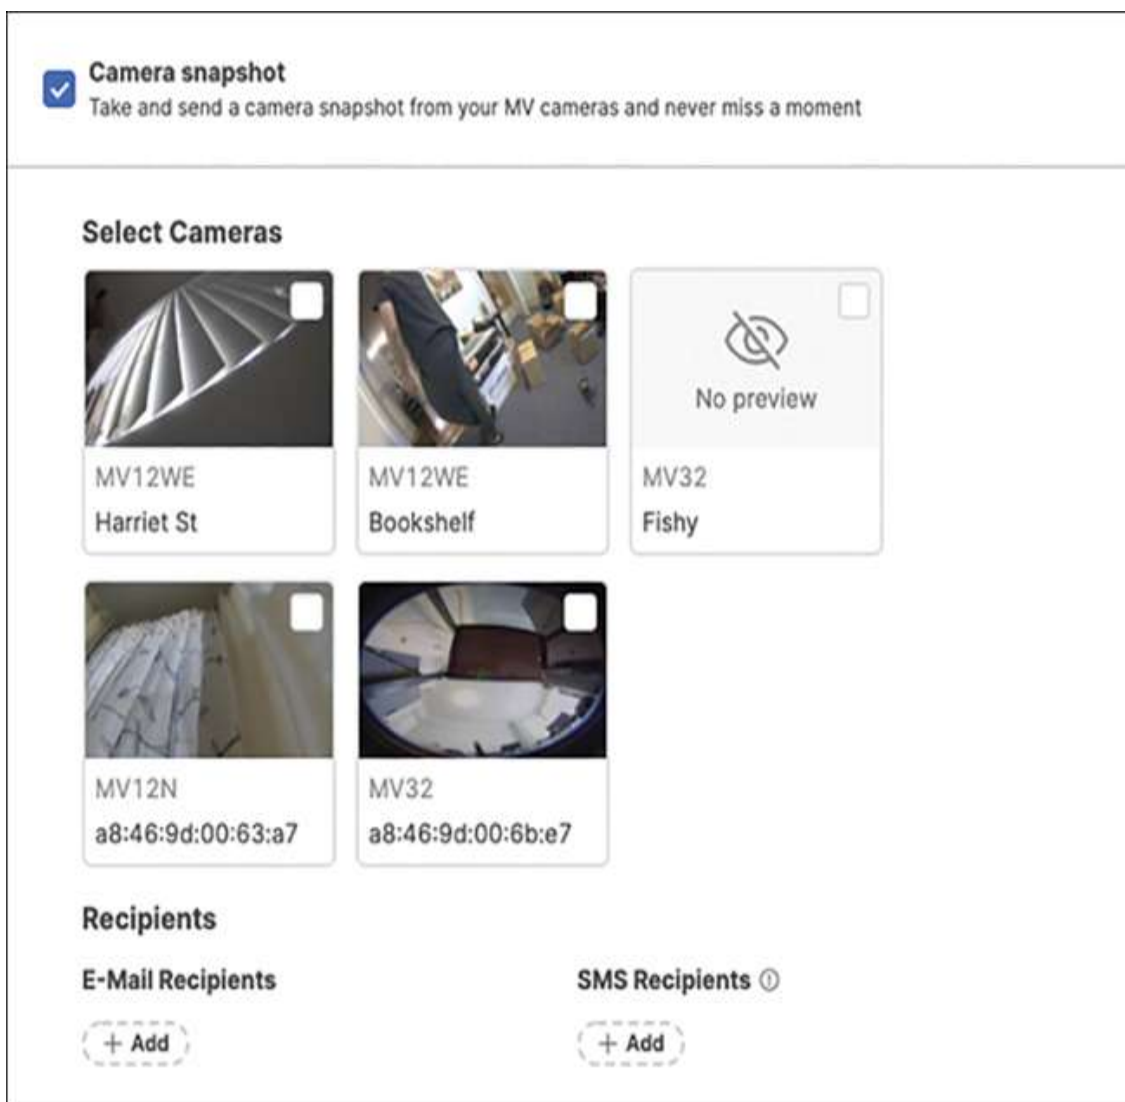 Camera snapshot
Take and send a camera snapshot from your MV cameras and never miss a moment
Select Cameras
No preview
MV12WE
Harriet St
MV12WE
Bookshelf
MV32
Fishy
MV12N
a8:46:9d:00:63:a7
MV32
a8:46:9d:00:6b:e7
Recipients
E-Mail Recipients
SMS Recipients
+ Add
+ Add